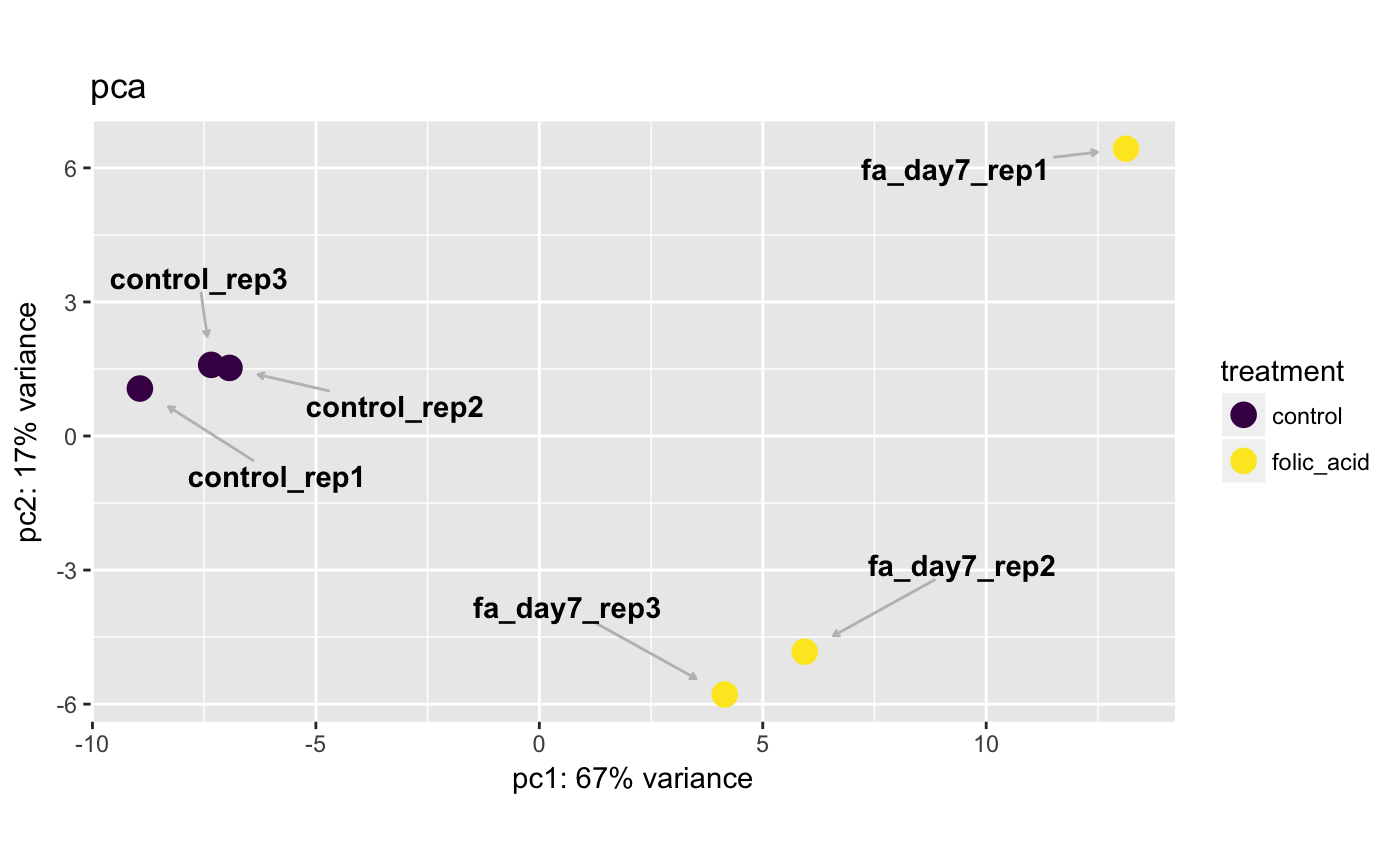 pca
pc2: 17% variance
6
3
0
-3
-6
fa_day7_rep1
control_rep3
control_rep2
control_rep1
fa_day7_rep2
fa_day7_rep3
-10
-5
0
5
10
pc1: 67% variance
treatment
control
folic_acid